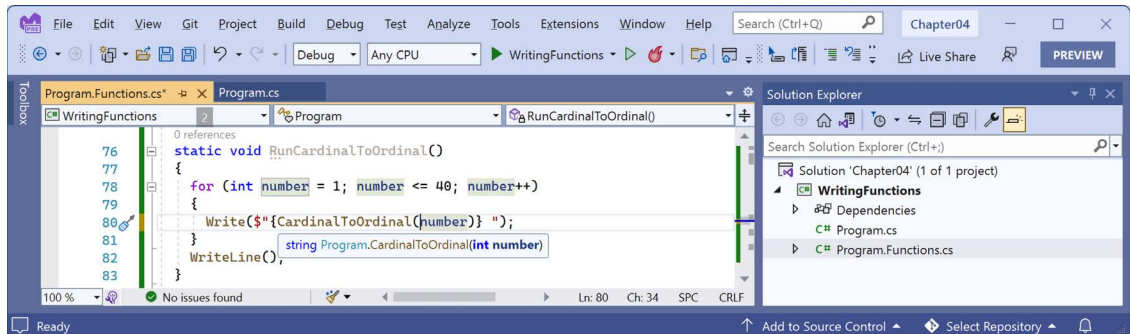 PRE File Edit View Git Project Build Debug Test Analyze Tools Extensions Window Help Search (Ctrl+Q) Chapter04
Debug Any CPU WritingFunctions Live Share PREVIEW
Toolbox
Program.Functions.cs* Program.cs
WritingFunctions 2 Program RunCardinalToOrdinal()
0 references
76 static void RunCardinalToOrdinal()
77 {
78 for (int number = 1; number <= 40; number++)
79 {
80 Write($"{CardinalToOrdinal(number)} ");
81 }
string Program.CardinalToOrdinal(int number)
82 WriteLine();
83 }
100 % No issues found Ln: 80 Ch: 34 SPC CRLF
Solution Explorer
Search Solution Explorer (Ctrl+;)
Solution 'Chapter04' (1 of 1 project)
C# WritingFunctions
Dependencies
C# Program.cs
C# Program.Functions.cs
Ready Add to Source Control Select Repository